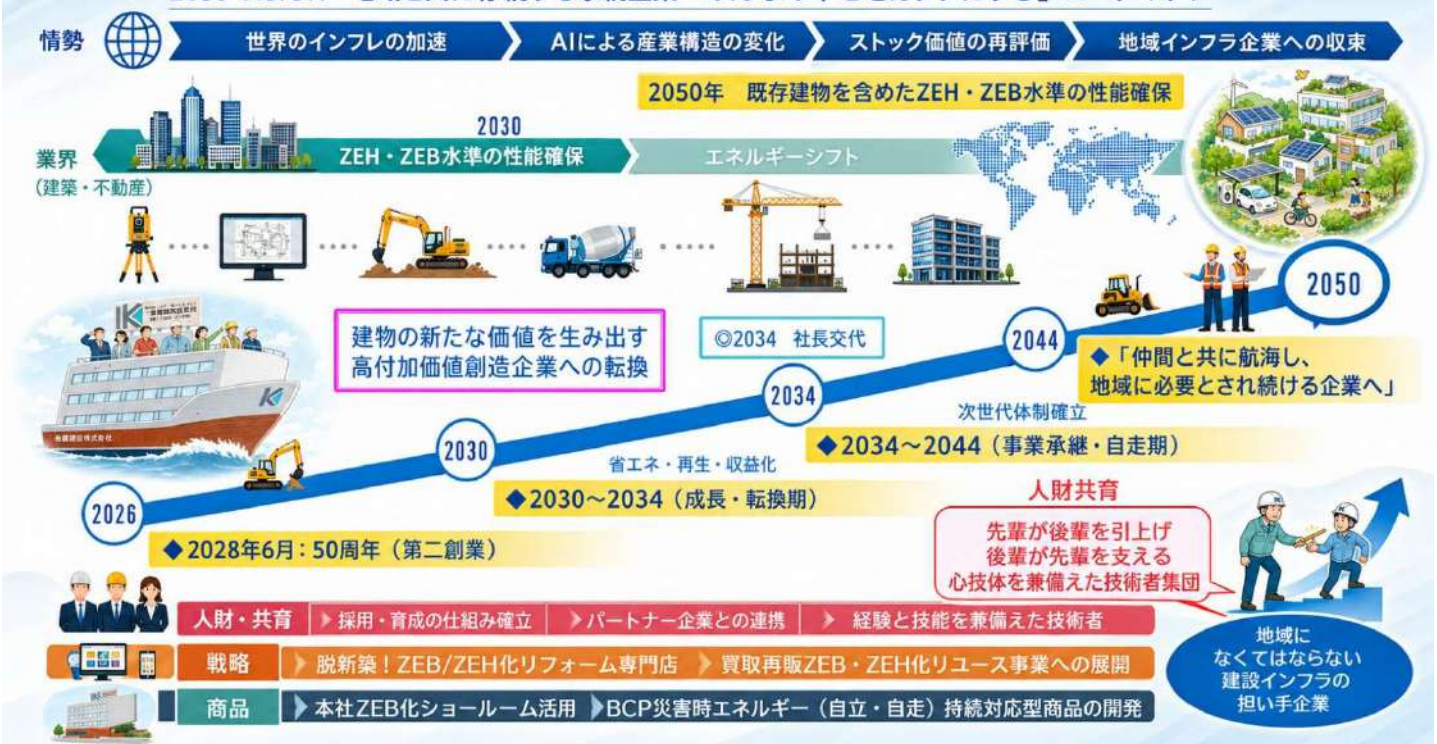 情勢
世界のインフレの加速
AIによる産業構造の変化
ストック価値の再評価
地域インフラ企業への収束
2050年 既存建物を含めたZEH・ZEB水準の性能確保
2030
業界
(建築・不動産)
ZEH・ZEB水準の性能確保
エネルギーシフト
建物の新たな価値を生み出す
高付加価値創造企業への転換
◎2034 社長交代
2050
2044
◆「仲間と共に航海し、
地域に必要とされ続ける企業へ」
2034
次世代体制確立
◆2034～2044(事業承継・自走期)
2030
省エネ・再生・収益化
◆2030～2034(成長・転換期)
2026
◆2028年6月:50周年(第二創業)
人財共育
先輩が後輩を引上げ
後輩が先輩を支える
心技体を兼備えた技術者集団
人財・共育
採用・育成の仕組み確立
パートナー企業との連携
経験と技能を兼備えた技術者
戦略
脱新築!ZEB/ZEH化リフォーム専門店
買取再販ZEB・ZEH化リユース事業への展開
商品
本社ZEB化ショールーム活用
BCP災害時エネルギー(自立・自走)持続対応型商品の開発
地域に
なくてはならない
建設インフラの
担い手企業